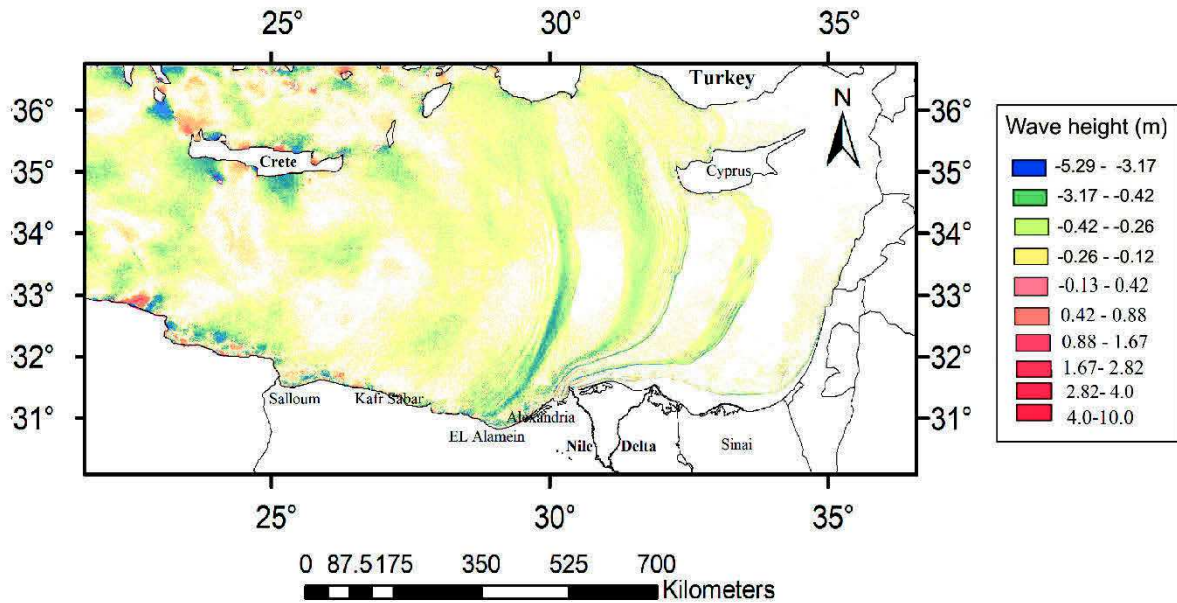 25° 30° 35°
Turkey
N
36° 36°
Wave height (m)
-5.29 - -3.17
Crete
35° Cyprus 35°
-3.17 - -0.42
-0.42 - -0.26
34° 34°
-0.26 - -0.12
-0.13 - 0.42
33° 33°
0.42 - 0.88
0.88 - 1.67
32° 32°
1.67- 2.82
Salloum Kafr Sabar
2.82- 4.0
31° Alexandria 31°
4.0-10.0
EL Alamein Nile Delta Sinai
25° 30° 35°
0 87.5 175 350 525 700
Kilometers